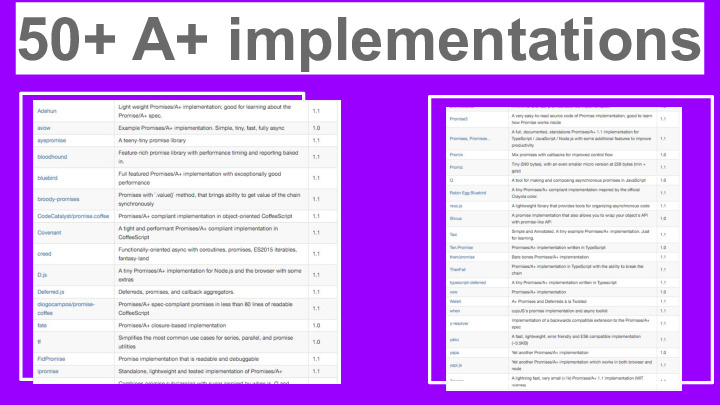 50+ A+ implementations
Adehun
Light weight Promises/A+ implementation; good for learning about the
Promise/A+ spec.
1.1
avow
Example Promises/A+ implementation. Simple, tiny, fast, fully async
1.0
ayepromise
A teeny-tiny promise library
1.1
bloodhound
Feature-rich promise library with performance timing and reporting baked
in.
1.1
bluebird
Full featured Promises/A+ implementation with exceptionally good
performance
1.1
broody-promises
Promises with `.value()` method, that brings ability to get value of the chain
synchronously
1.1
CodeCatalyst/promise.coffee
Promises/A+ compliant implementation in object-oriented CoffeeScript
1.1
Covenant
A tight and performant Promises/A+ compliant implementation in
CoffeeScript
1.1
creed
Functionally-oriented async with coroutines, promises, ES2015 iterables,
fantasy-land
1.1
D.js
A tiny Promises/A+ implementation for Node.js and the browser with some
extras
1.1
Deferred.js
Deferreds, promises, and callback aggregators.
1.1
diogocampos/promise-
coffee
Promises/A+ spec-compliant promises in less than 80 lines of readable
CoffeeScript
1.1
fate
Promises/A+ closure-based implementation
1.0
ff
Simplifies the most common use cases for series, parallel, and promise
utilities
1.0
FidPromise
Promise implementation that is readable and debuggable
1.1
ipromise
Standalone, lightweight and tested implementation of Promises/A+
1.1
Promise3
A very easy-to-read source code of Promise implementation; good to learn
how Promise works inside
1.1
Promises, Promises...
A full, documented, standalone Promises/A+ 1.1 implementation for
TypeScript / JavaScript / Node.js with some additional features to improve
productivity
1.1
Promix
Mix promises with callbacks for improved control flow
1.0
Promiz
Tiny (590 bytes), with an even smaller micro version at 228 bytes (min +
gzip)
1.1
Q
A tool for making and composing asynchronous promises in JavaScript
1.0
Robin Egg Bluebird
A tiny Promises/A+ compliant implementation inspired by the official
Crayola color.
1.1
rsvp.js
A lightweight library that provides tools for organizing asynchronous code
1.1
A promise implementation that also allows you to wrap your object's API
with promise-like API
1.0
Simple and Annotated. A tiny example Promises/A+ implementation. Just
for learning.
1.1
Ten.Promise
Promises/A+ implementation written in TypeScript
1.0
then/promise
Bare bones Promises/A+ implementation
1.1
ThenFail
Promises/A+ implementation in TypeScript with the ability to break the
chain
1.1
typescript-deferred
A tiny Promises/A+ implementation written in Typescript
1.1
vow
Promises/A+ implementation
1.0
A+ Promises and Deferreds à la Twisted
1.1
when
cujoJS's promise implementation and async toolkit
1.1
Implementation of a backwards compatible extension to the Promises/A+
spec
1.1
yaku
A fast, lightweight, error friendly and ES6 compatible implementation
1.1
yapa
Yet another Promises/A+ implementation
1.0
yapi.js
Yet another Promises/A+ implementation which works in both browser and
node
1.1
A lightning fast, very small (<1k) Promises/A+ 1.1 implementation (MIT
1.1